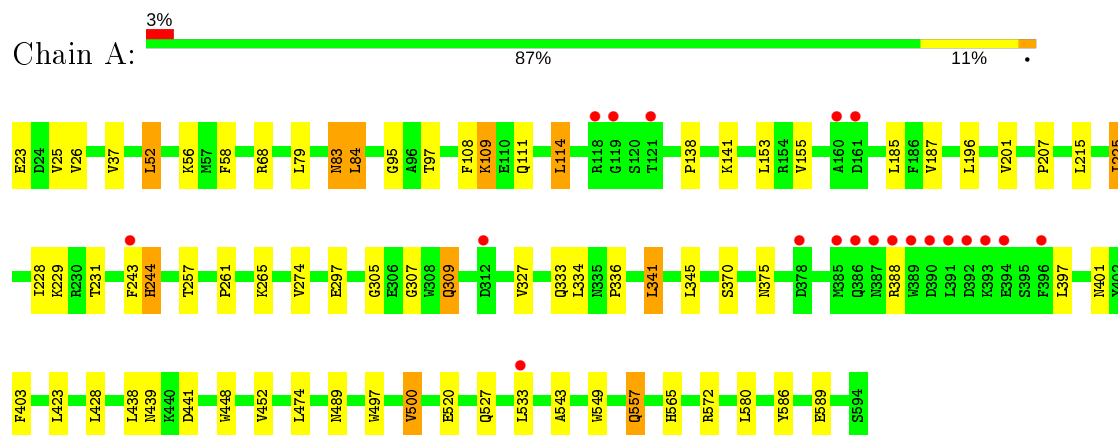 3%
Chain A:
87% 11% •
E23 D24 V25 V26 V37 L52 K56 M57 F58 R68 L79 N83 L84 G95 A96 T97 F108 K109 E110 Q111 L114 R118 G119 S120 T121 P138 K141 L153 R154 V155 A160 D161 L185 F186 V187 L196 V201 P207 L215
I228 K229 R230 T231 F243 H244 T257 P261 K265 V274 E297 G305 E306 G307 W308 Q309 D312 V327 Q333 L334 N335 P336 L341 L345 S370 N375 D378 M385 Q386 N387 R388 W389 D390 L391 D392 K393 E394 S395 F396 L397 N401
F403 L423 L428 L438 N439 K440 D441 W448 V452 L474 N489 W497 V500 E520 Q527 L533 A543 W549 Q557 H565 R572 L580 Y586 E589 S594